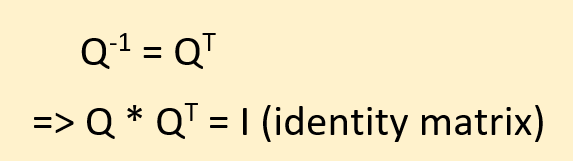 Q⁻¹ = Qᵀ
=> Q * Qᵀ = I (identity matrix)